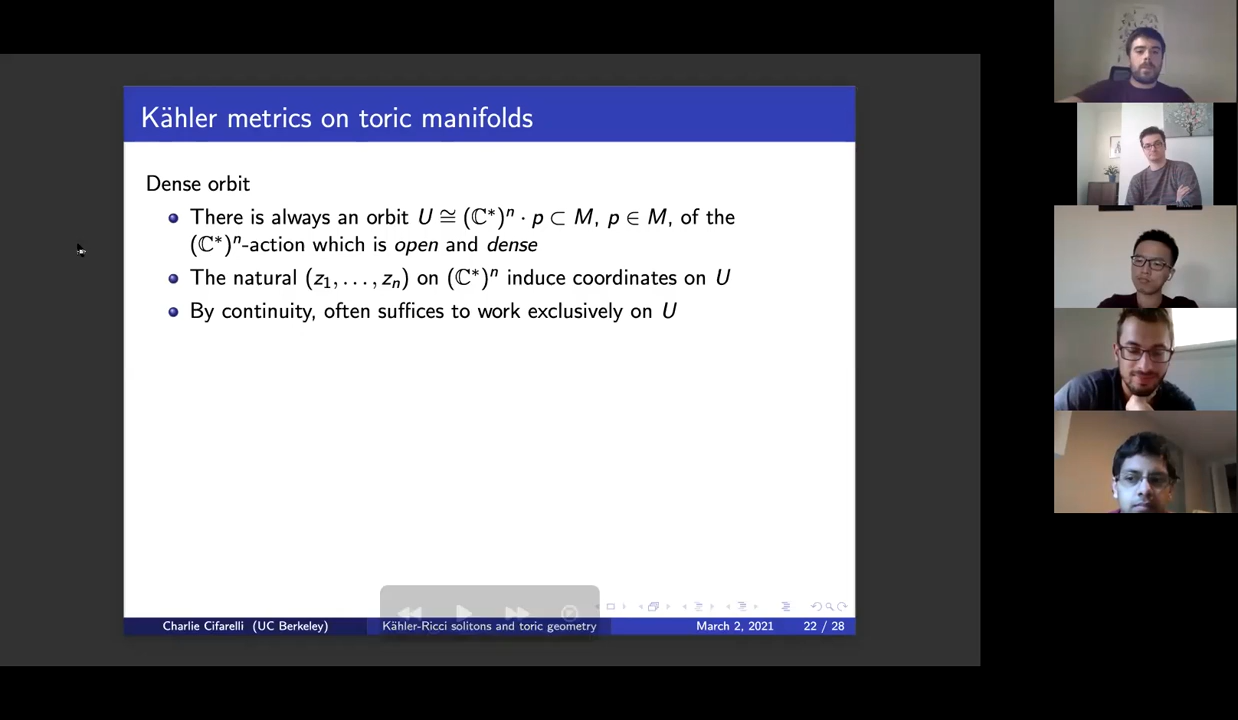 Kähler metrics on toric manifolds
Dense orbit
There is always an orbit U ≅ (ℂ*)ⁿ · p ⊂ M, p ∈ M, of the
(ℂ*)ⁿ-action which is open and dense
The natural (z₁, . . . , zₙ) on (ℂ*)ⁿ induce coordinates on U
By continuity, often suffices to work exclusively on U
Charlie Cifarelli (UC Berkeley) Kähler-Ricci solitons and toric geometry March 2, 2021 22 / 28